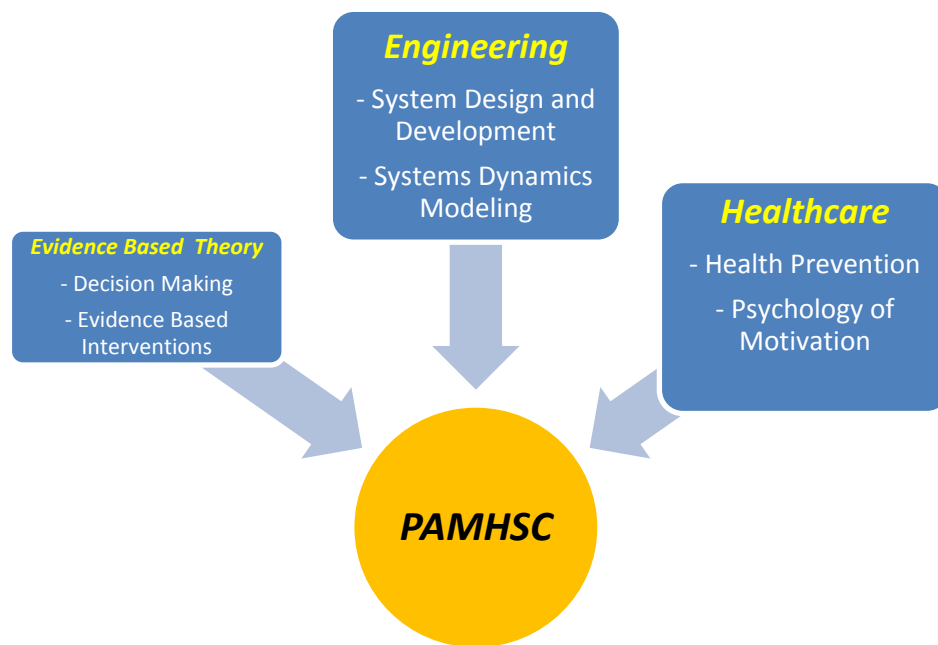 Engineering
- System Design and
Development
- Systems Dynamics
Modeling
Healthcare
- Health Prevention
- Psychology of
Motivation
Evidence Based Theory
- Decision Making
- Evidence Based
Interventions
PAMHSC